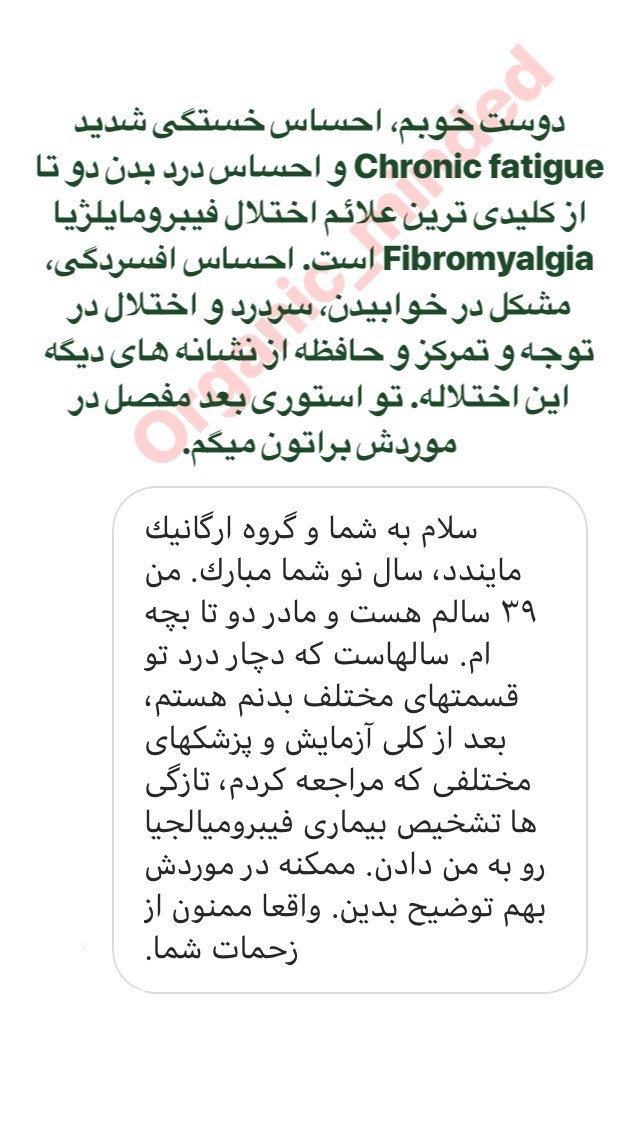 دوست خوبم، احساس خستگی شدید
Chronic fatigue و احساس درد بدن دو تا
از کلیدی ترین علائم اختلال فیبرومایلژیا
Fibromyalgia است. احساس افسردگی،
مشکل در خوابیدن، سردرد و اختلال در
توجه و تمرکز و حافظه از نشانه های دیگه
این اختلاله. تو استوری بعد مفصل در
موردش براتون میگم.
Organic_minded
سلام به شما و گروه ارگانيك
مايندد، سال نو شما مبارك. من
۳۹ سالم هست و مادر دو تا بچه
ام. سالهاست که دچار درد تو
قسمتهای مختلف بدنم هستم،
بعد از کلی آزمایش و پزشکهای
مختلفی که مراجعه کردم، تازگی
ها تشخیص بیماری فیبرومیالجیا
رو به من دادن. ممکنه در موردش
بهم توضیح بدین. واقعا ممنون از
زحمات شما.